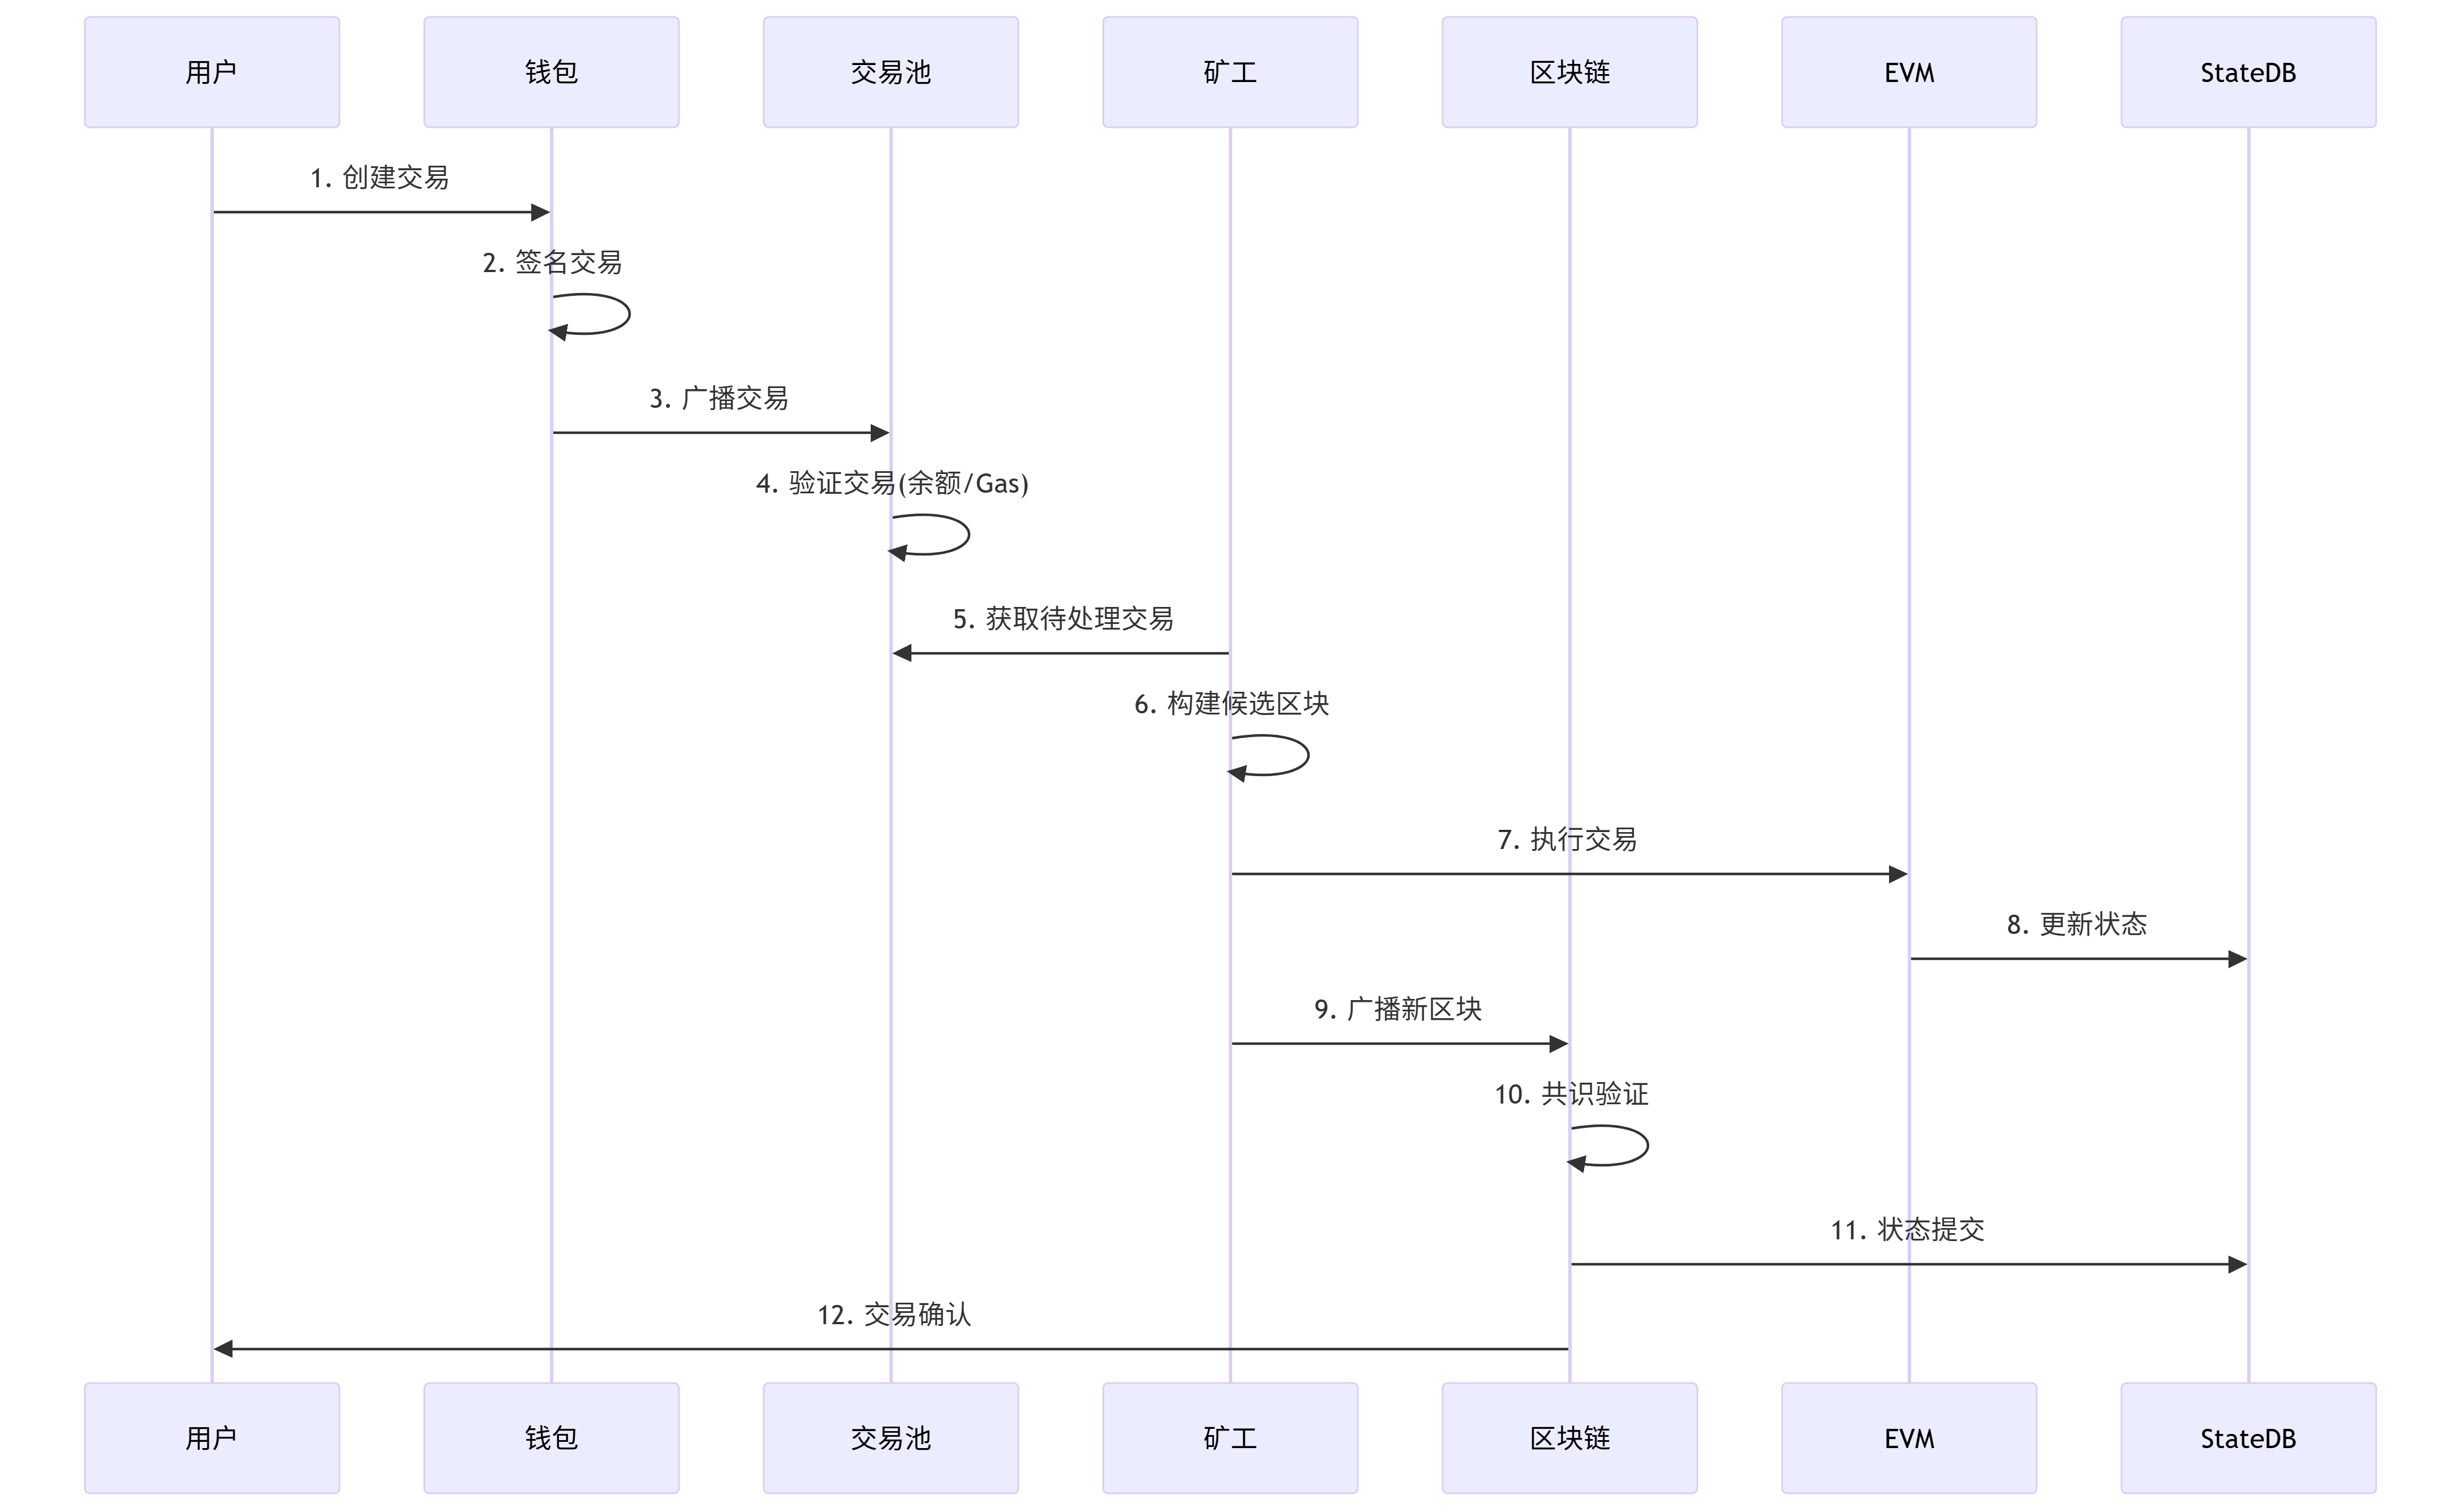 用户
钱包
交易池
矿工
区块链
EVM
StateDB
1. 创建交易
2. 签名交易
3. 广播交易
4. 验证交易(余额/Gas)
5. 获取待处理交易
6. 构建候选区块
7. 执行交易
8. 更新状态
9. 广播新区块
10. 共识验证
11. 状态提交
12. 交易确认
用户
钱包
交易池
矿工
区块链
EVM
StateDB